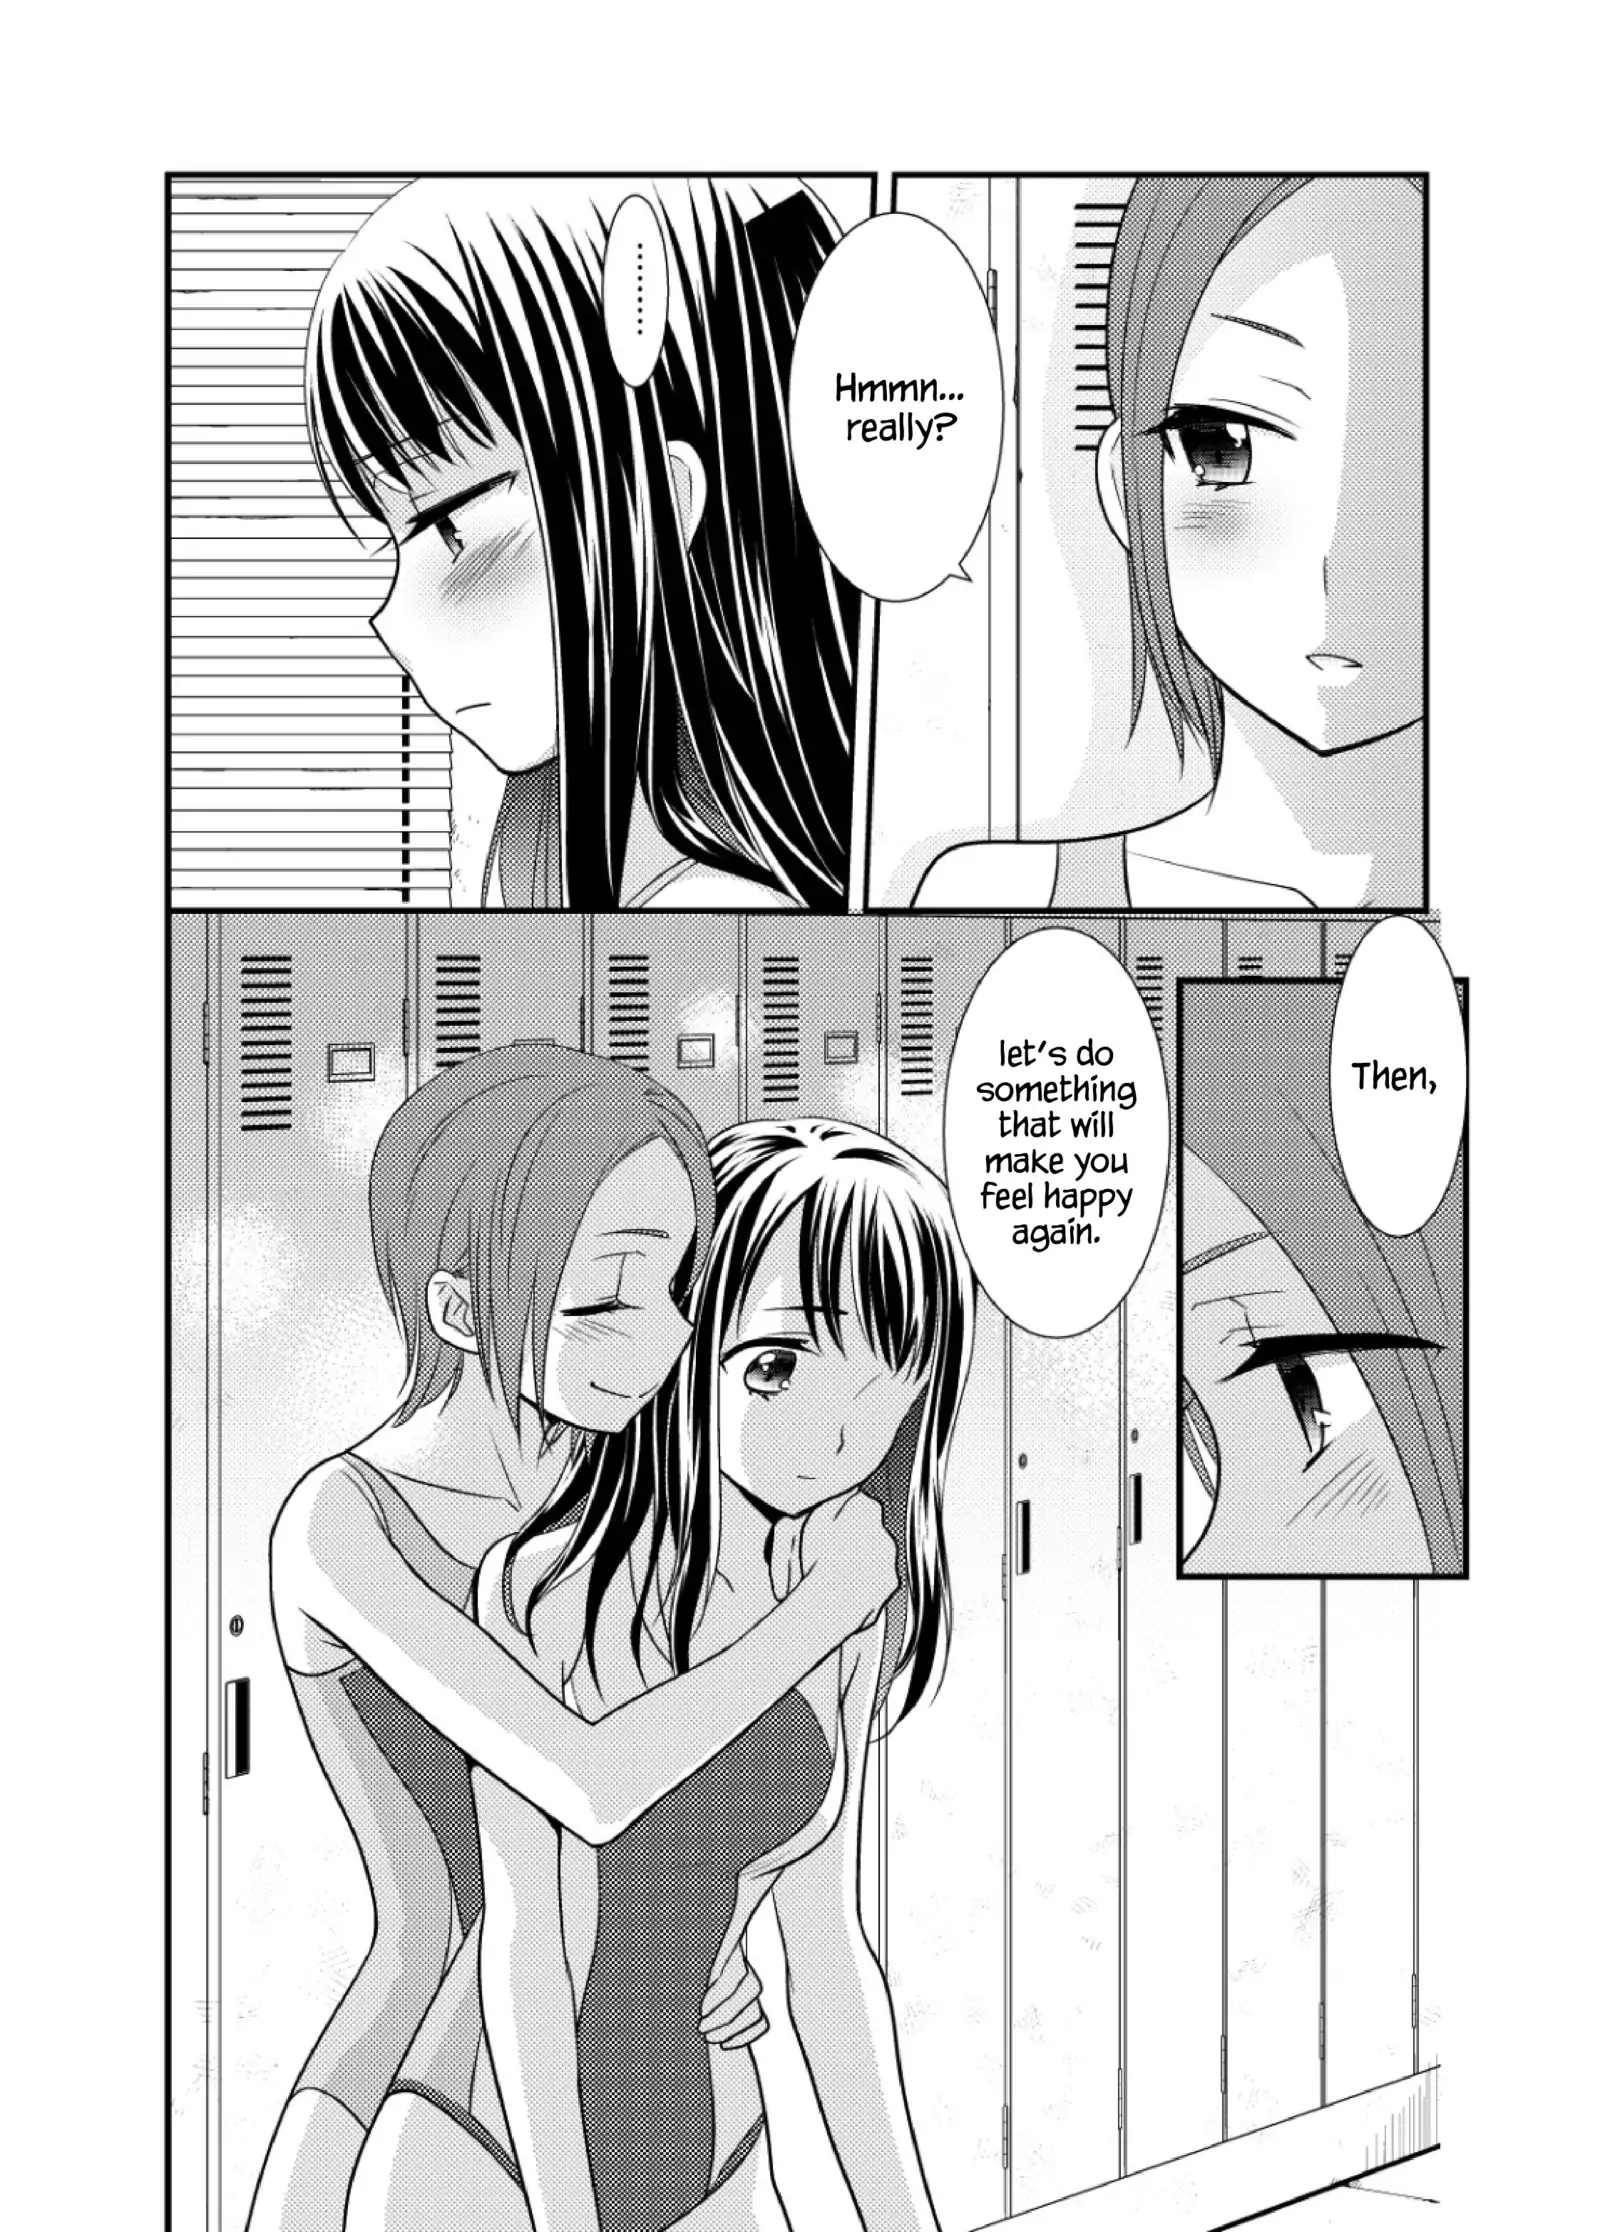 Hmmn...
really?
.........
Then,
let's do
something
that will
make you
feel happy
again.